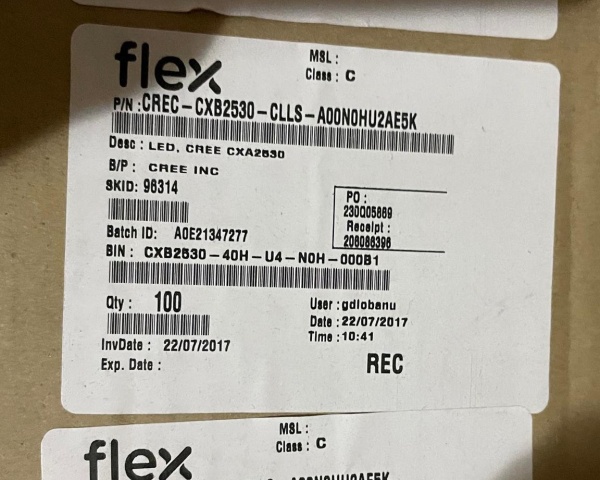 flex
MSL :
Class : C
P/N :CREC-CXB2530-CLLS-A00N0HU2AE5K
Desc : LED, CREE CXA2530
B/P : CREE INC
SKID: 96314
PO :
230005869
Receipt :
208086396
Batch ID: A0E21347277
BIN : CXB2530-40H-U4-N0H-000B1
Qty : 100
User : gdlobanu
Date : 22/07/2017
Time : 10:41
InvDate : 22/07/2017
Exp. Date :
REC
flex
MSL :
Class : C